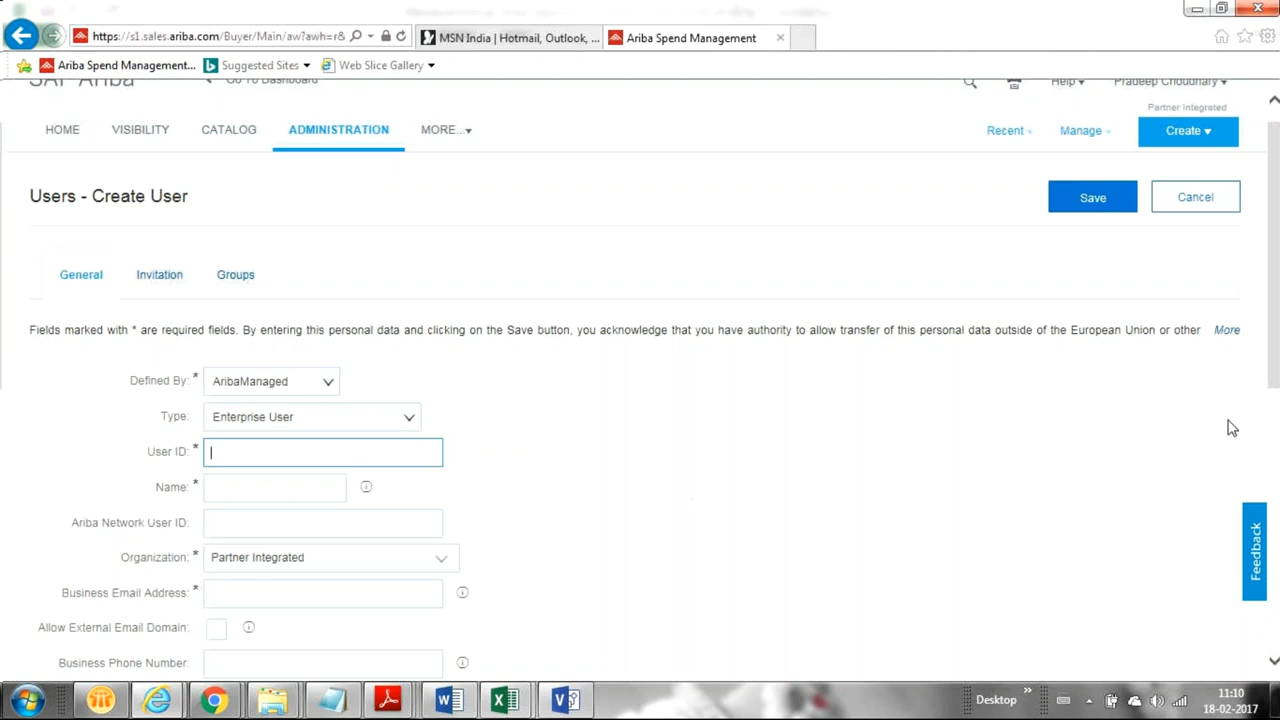 https://s1.sales.ariba.com/Buyer/Main/aw?awh=r&
MSN India | Hotmail, Outlook, ...
Ariba Spend Management
Ariba Spend Management...
Suggested Sites
Web Slice Gallery
SAP Ariba
Go To Dashboard
Help
Pradeep Choudhary
Partner Integrated
HOME
VISIBILITY
CATALOG
ADMINISTRATION
MORE...
Recent
Manage
Create
Users - Create User
Save
Cancel
General
Invitation
Groups
Fields marked with * are required fields. By entering this personal data and clicking on the Save button, you acknowledge that you have authority to allow transfer of this personal data outside of the European Union or other More
Defined By: * AribaManaged
Type: Enterprise User
User ID: *
Name: *
Ariba Network User ID:
Organization: * Partner Integrated
Business Email Address: *
Allow External Email Domain:
Business Phone Number:
Feedback
Desktop
11:10
18-02-2017